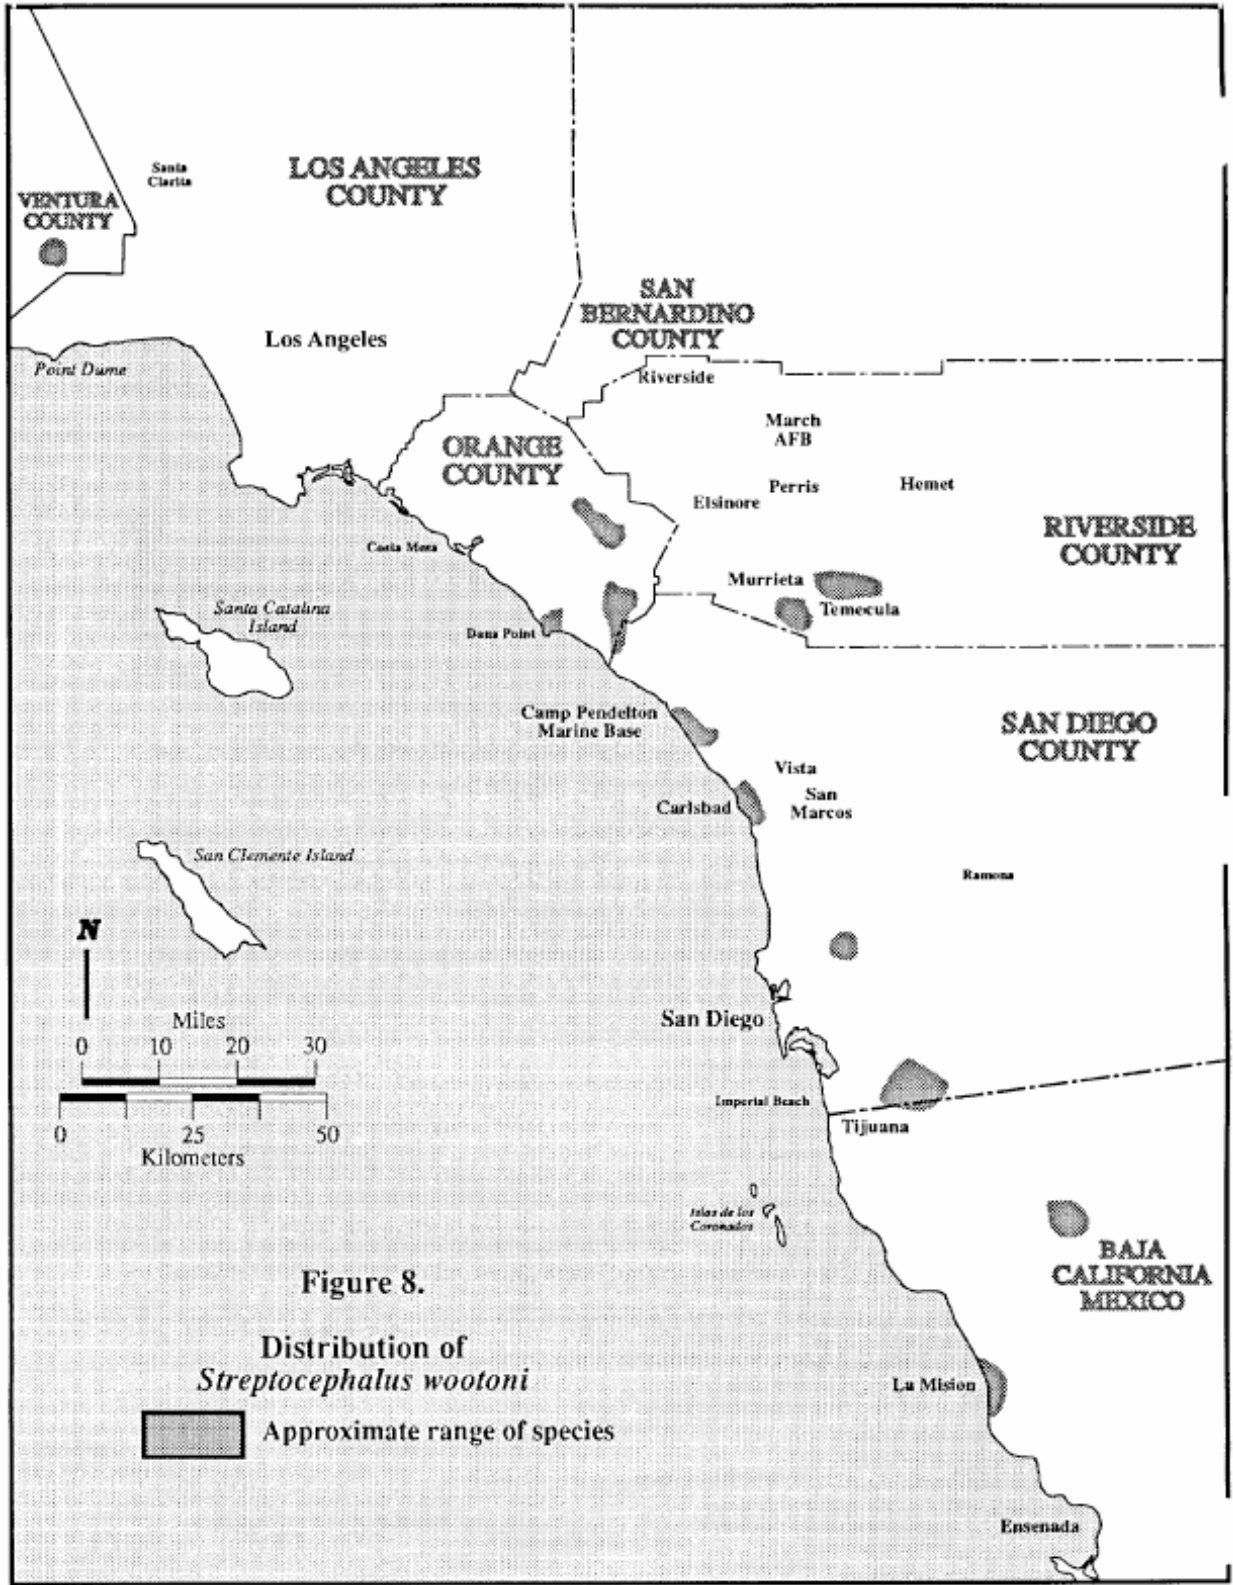 Santa
Clarita
LOS ANGELES
COUNTY
VENTURA
COUNTY
SAN
BERNARDINO
COUNTY
Los Angeles
Point Dume
Riverside
March
AFB
ORANGE
COUNTY
Perris
Hemet
Elsinore
RIVERSIDE
COUNTY
Costa Mesa
Murrieta
Temecula
Santa Catalina
Island
Dana Point
Camp Pendelton
Marine Base
SAN DIEGO
COUNTY
Vista
San
Marcos
Carlsbad
San Clemente Island
Ramona
N
San Diego
Miles
0 10 20 30
0 25 50
Kilometers
Imperial Beach
Tijuana
Islas de los
Coronados
BAJA
CALIFORNIA
MEXICO
Figure 8.
Distribution of
Streptocephalus wootoni
La Mision
Approximate range of species
Ensenada